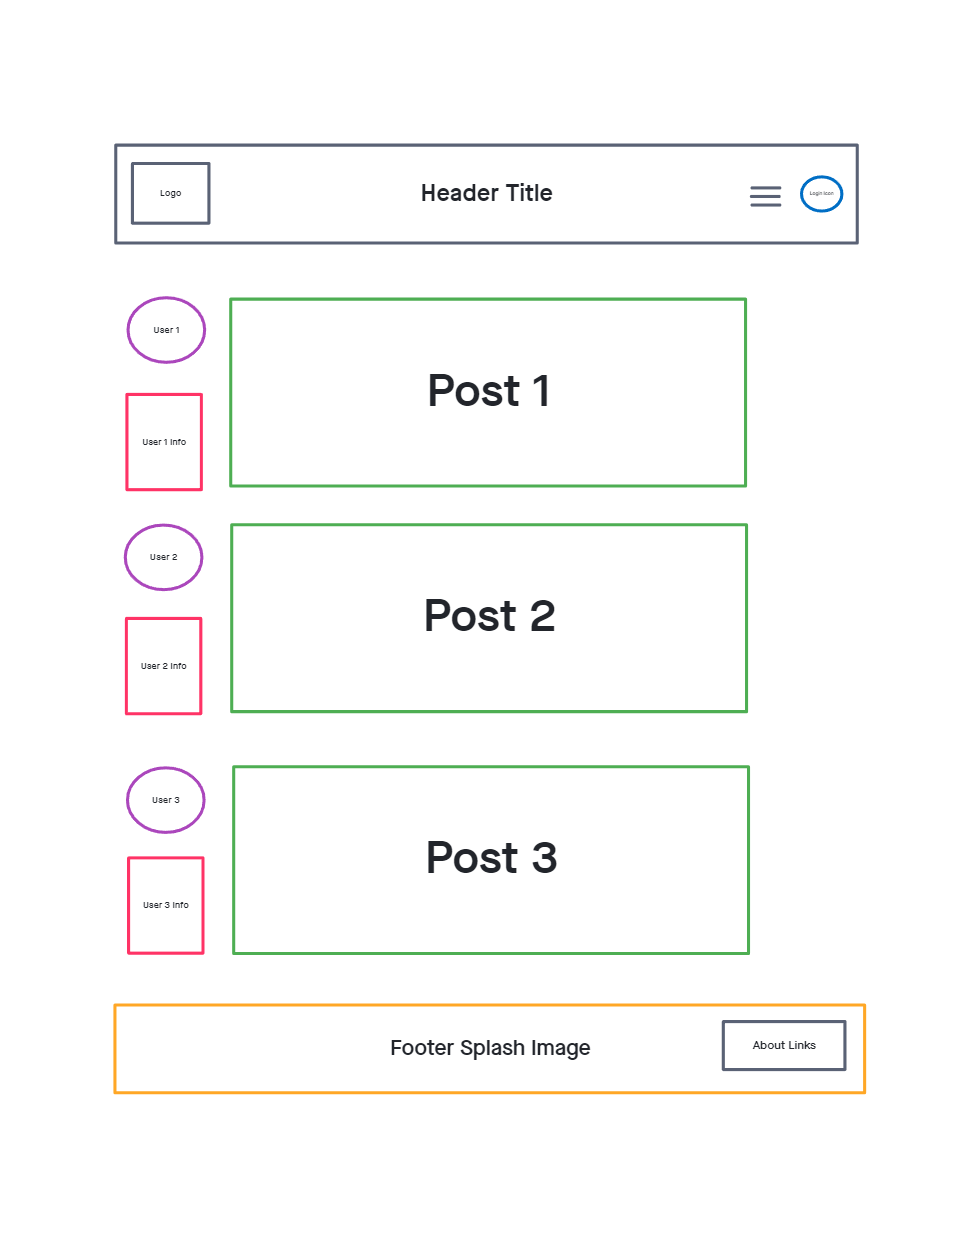 Logo
Header Title
Login Icon
User 1
Post 1
User 1 Info
User 2
Post 2
User 2 Info
User 3
Post 3
User 3 Info
Footer Splash Image
About Links